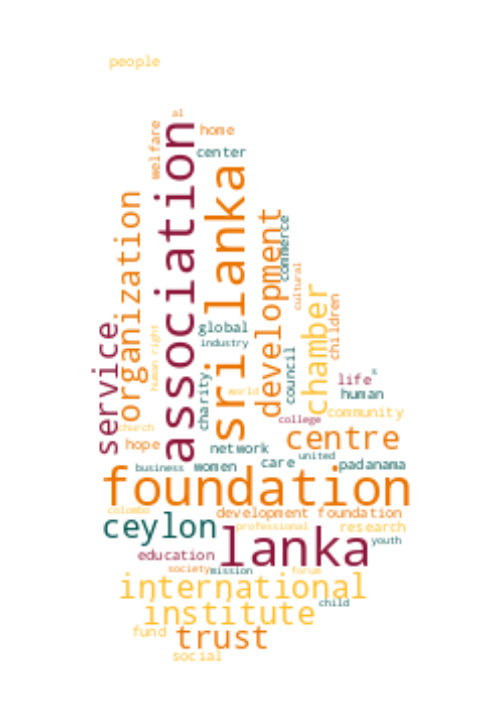 people
al
home
welfare
center
association
sri lanka
organization
development
commerce
cultural
chamber
children
service
global
industry
human right
council
charity
life
s
human
world
community
college
church
hope
centre
network
united
business
women
care
padanama
foundation
colombo
development foundation
ceylon
professional
research
lanka
youth
education
society
mission
forum
international
child
institute
fund
trust
social